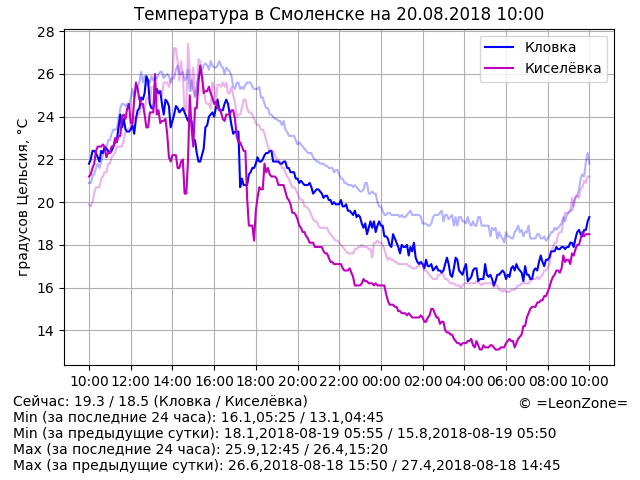 Температура в Смоленске на 20.08.2018 10:00
Кловка
Киселёвка
градусов Цельсия, °C
28
26
24
22
20
18
16
14
10:00 12:00 14:00 16:00 18:00 20:00 22:00 00:00 02:00 04:00 06:00 08:00 10:00
Сейчас: 19.3 / 18.5 (Кловка / Киселёвка)
© =LeonZone=
Min (за последние 24 часа): 16.1,05:25 / 13.1,04:45
Min (за предыдущие сутки): 18.1,2018-08-19 05:55 / 15.8,2018-08-19 05:50
Max (за последние 24 часа): 25.9,12:45 / 26.4,15:20
Max (за предыдущие сутки): 26.6,2018-08-18 15:50 / 27.4,2018-08-18 14:45